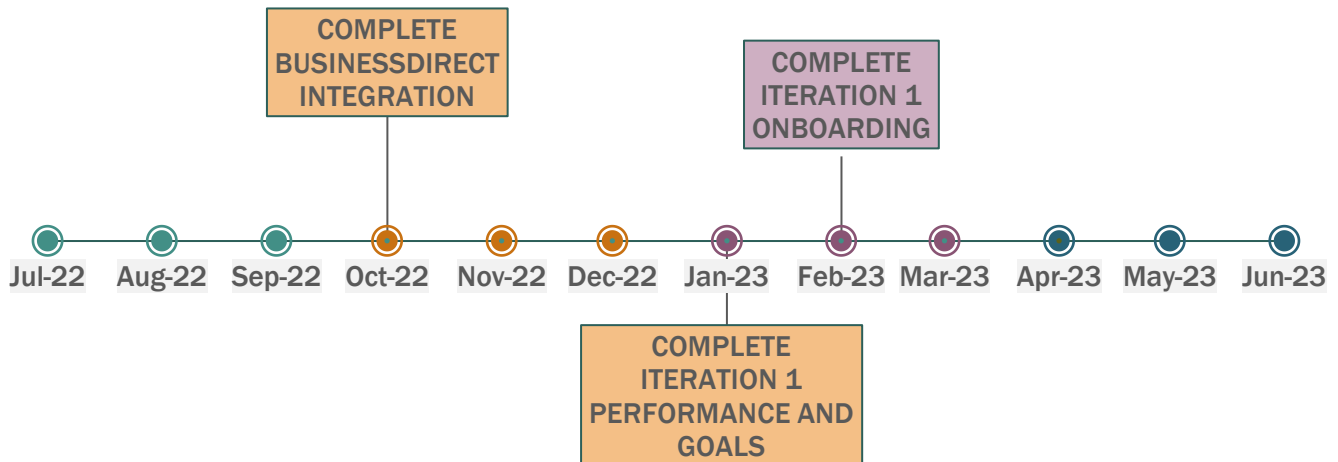 COMPLETE
BUSINESSDIRECT
INTEGRATION
COMPLETE
ITERATION 1
ONBOARDING
Jul-22 Aug-22 Sep-22 Oct-22 Nov-22 Dec-22 Jan-23 Feb-23 Mar-23 Apr-23 May-23 Jun-23
COMPLETE
ITERATION 1
PERFORMANCE AND
GOALS